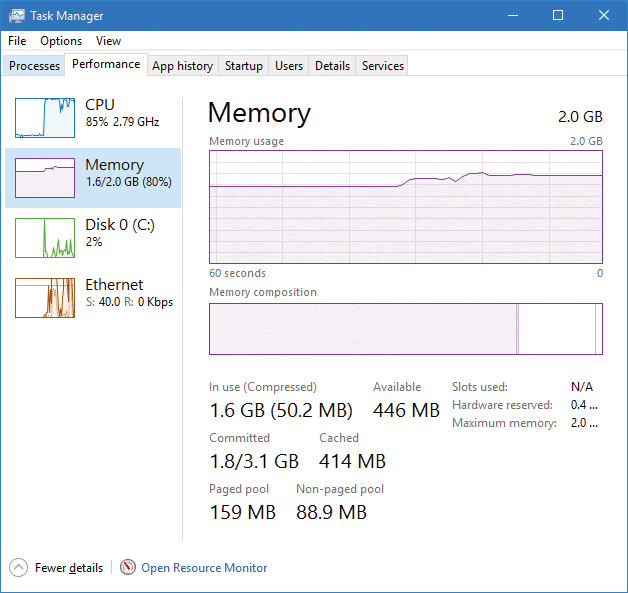 Task Manager
File Options View
Processes Performance App history Startup Users Details Services
CPU
85% 2.79 GHz
Memory
1.6/2.0 GB (80%)
Disk 0 (C:)
2%
Ethernet
S: 40.0 R: 0 Kbps
Memory 2.0 GB
Memory usage 2.0 GB
60 seconds 0
Memory composition
In use (Compressed) Available
1.6 GB (50.2 MB) 446 MB
Committed Cached
1.8/3.1 GB 414 MB
Paged pool Non-paged pool
159 MB 88.9 MB
Slots used: N/A
Hardware reserved: 0.4 ...
Maximum memory: 2.0 ...
Fewer details Open Resource Monitor